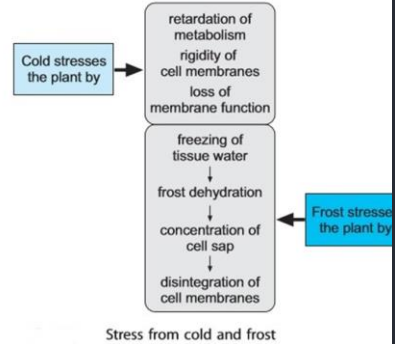 retardation of
metabolism
Cold stresses
the plant by
rigidity of
cell membranes
loss of
membrane function
freezing of
tissue water
frost dehydration
Frost stresse
the plant by
concentration of
cell sap
disintegration of
cell membranes
Stress from cold and frost